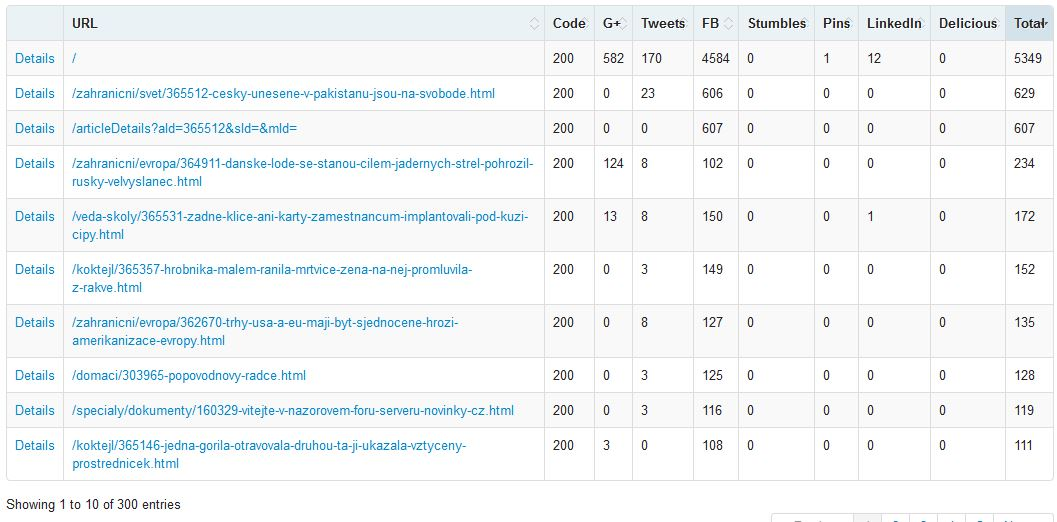 URL Code G+ Tweets FB Stumbles Pins LinkedIn Delicious Total
Details / 200 582 170 4584 0 1 12 0 5349
Details /zahranicni/svet/365512-cesky-unesene-v-pakistanu-jsou-na-svobode.html 200 0 23 606 0 0 0 0 629
Details /articleDetails?aId=365512&sId=&mId= 200 0 0 607 0 0 0 0 607
Details /zahranicni/evropa/364911-danske-lode-se-stanou-cilem-jadernych-strel-pohrozil- 200 124 8 102 0 0 0 0 234
rusky-velvyslanec.html
Details /veda-skoly/365531-zadne-klice-ani-karty-zamestnancum-implantovali-pod-kuzi- 200 13 8 150 0 0 1 0 172
cipy.html
Details /koktejl/365357-hrobnika-malem-ranila-mrtvice-zena-na-nej-promluvila- 200 0 3 149 0 0 0 0 152
z-rakve.html
Details /zahranicni/evropa/362670-trhy-usa-a-eu-maji-byt-sjednocene-hrozi- 200 0 8 127 0 0 0 0 135
amerikanizace-evropy.html
Details /domaci/303965-popovodnovy-radce.html 200 0 3 125 0 0 0 0 128
Details /specialy/dokumenty/160329-vitejte-v-nazorovem-foru-serveru-novinky-cz.html 200 0 3 116 0 0 0 0 119
Details /koktejl/365146-jedna-gorila-otravovala-druhou-ta-ji-ukazala-vztyceny- 200 3 0 108 0 0 0 0 111
prostrednicek.html
Showing 1 to 10 of 300 entries